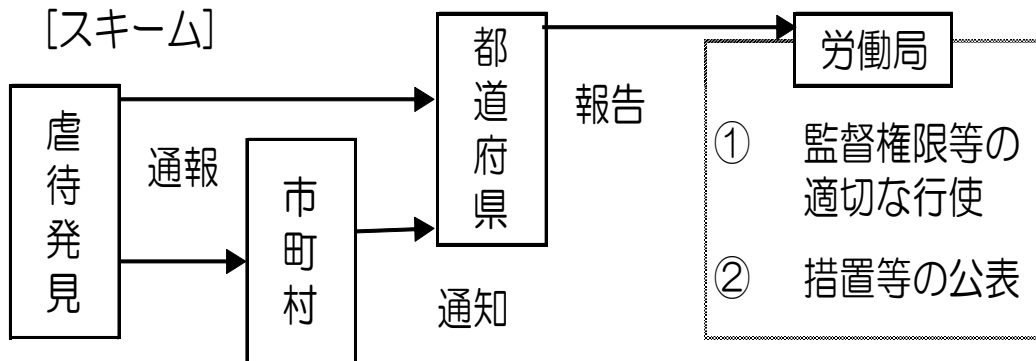 [スキーム]
虐待発見
通報
市町村
都道府県
通知
報告
労働局
① 監督権限等の
適切な行使
② 措置等の公表